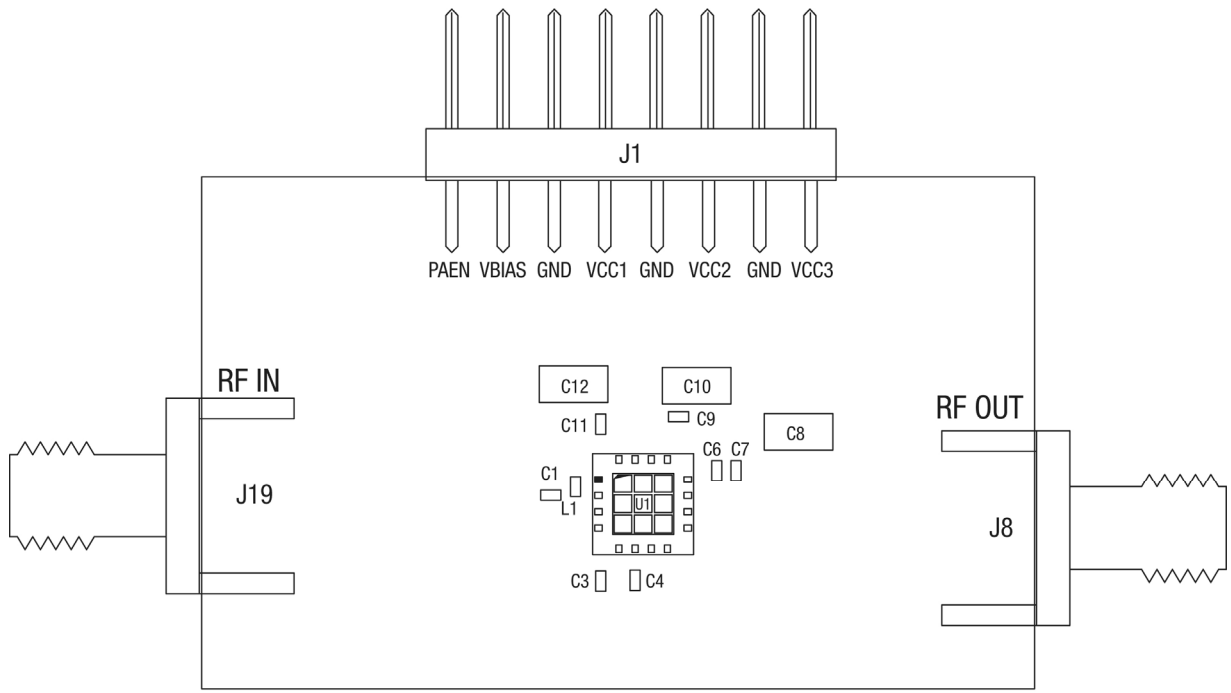 J1
PAEN VBIAS GND VCC1 GND VCC2 GND VCC3
RF IN
C12
C10
RF OUT
C9
C11
C8
C6 C7
C1
J19
L1
U1
J8
C3
C4